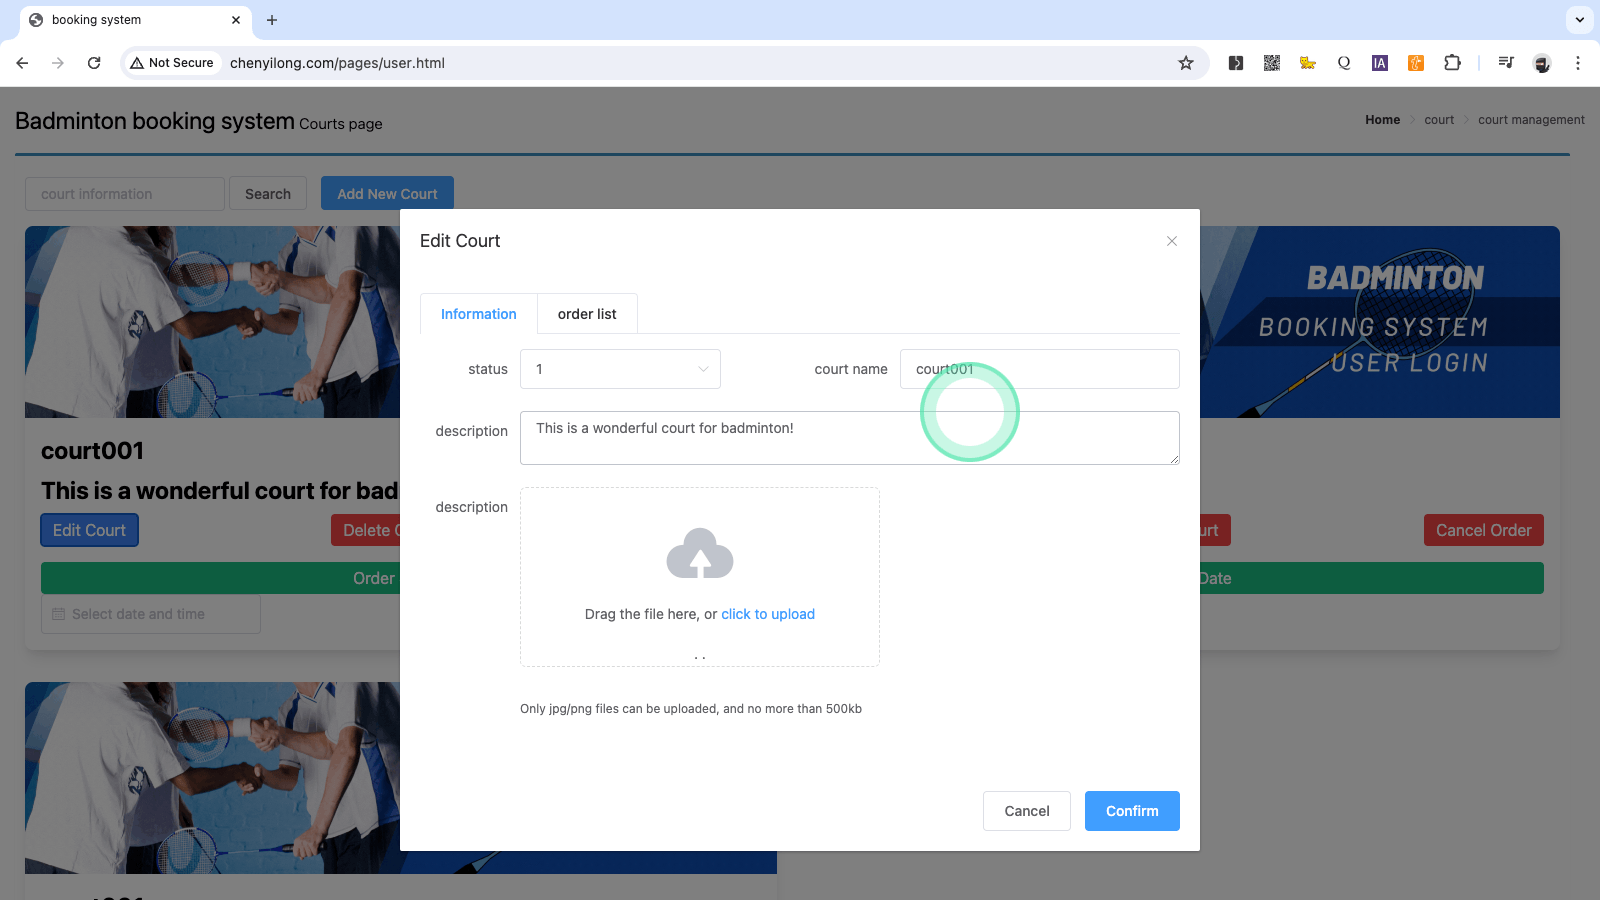 booking system
Not Secure chenyilong.com/pages/user.html
IA
Badminton booking system Courts page
Home court court management
court information Search Add New Court
Edit Court
Information order list
status 1 court name court001
description This is a wonderful court for badminton!
description
Drag the file here, or click to upload
. .
Only jpg/png files can be uploaded, and no more than 500kb
Cancel Confirm
court001
This is a wonderful court for bad
Edit Court Delete
Order
Select date and time
BADMINTON
BOOKING SYSTEM
USER LOGIN
Cancel Order
Date